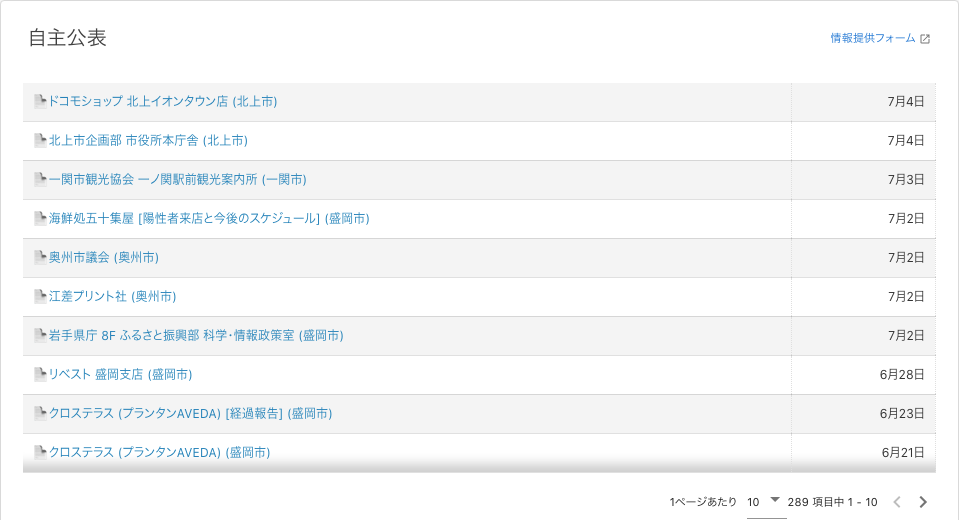 自主公表
情報提供フォーム
ドコモショップ 北上イオンタウン店 (北上市) 7月4日
北上市企画部 市役所本庁舎 (北上市) 7月4日
一関市観光協会 一ノ関駅前観光案内所 (一関市) 7月3日
海鮮処五十集屋 [陽性者来店と今後のスケジュール] (盛岡市) 7月2日
奥州市議会 (奥州市) 7月2日
江差プリント社 (奥州市) 7月2日
岩手県庁 8F ふるさと振興部 科学・情報政策室 (盛岡市) 7月2日
リベスト 盛岡支店 (盛岡市) 6月28日
クロステラス (プランタンAVEDA) [経過報告] (盛岡市) 6月23日
クロステラス (プランタンAVEDA) (盛岡市) 6月21日
1ページあたり 10 289 項目中 1 - 10